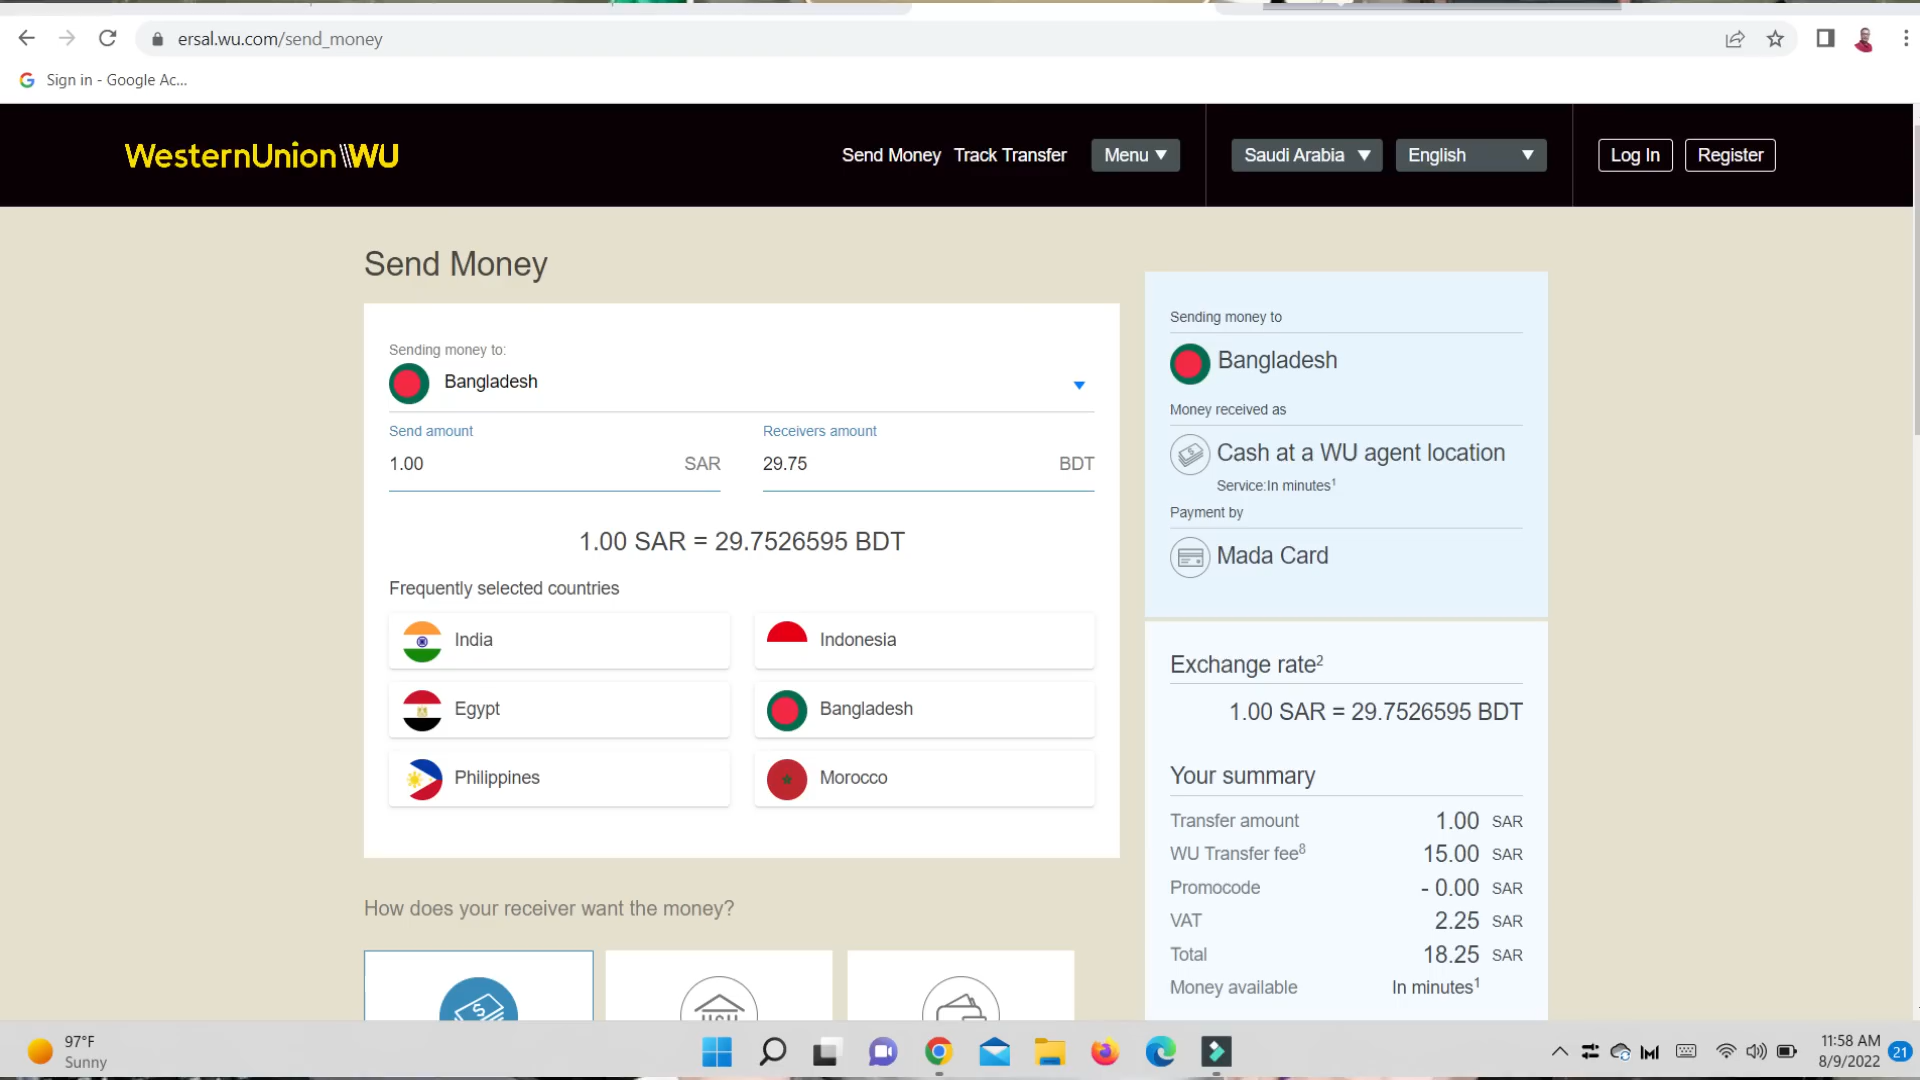 ersal.wu.com/send_money
Sign in - Google Ac...
WesternUnion WU
Send Money Track Transfer Menu ▼ Saudi Arabia ▼ English ▼ Log In Register
Send Money
Sending money to:
Bangladesh
Send amount Receivers amount
1.00 SAR 29.75 BDT
1.00 SAR = 29.7526595 BDT
Frequently selected countries
India Indonesia
Egypt Bangladesh
Philippines Morocco
How does your receiver want the money?
Sending money to
Bangladesh
Money received as
Cash at a WU agent location
Service:In minutes¹
Payment by
Mada Card
Exchange rate²
1.00 SAR = 29.7526595 BDT
Your summary
Transfer amount 1.00 SAR
WU Transfer fee⁸ 15.00 SAR
Promocode - 0.00 SAR
VAT 2.25 SAR
Total 18.25 SAR
Money available In minutes¹
97°F
Sunny
11:58 AM
8/9/2022 21